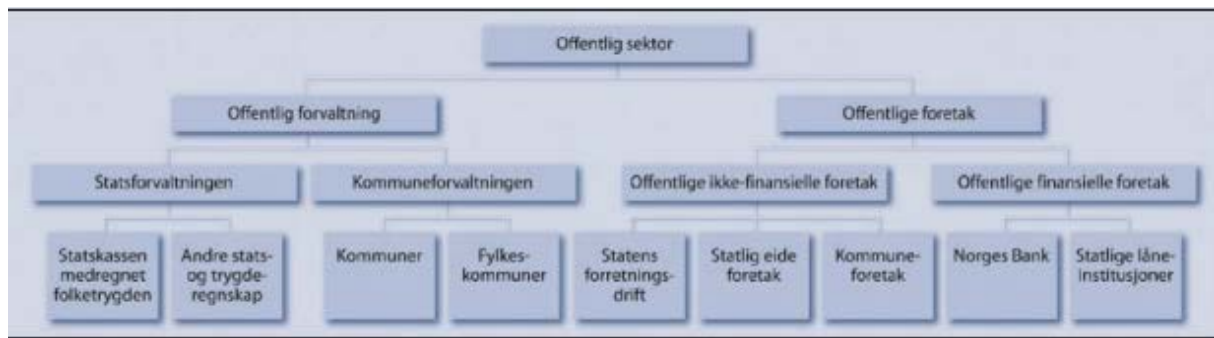 Offentlig sektor
Offentlig forvaltning
Offentlige foretak
Statsforvaltningen
Kommuneforvaltningen
Offentlige ikke-finansielle foretak
Offentlige finansielle foretak
Statskassen
medregnet
folketrygden
Andre stats-
og trygde-
regnskap
Kommuner
Fylkes-
kommuner
Statens
forretnings-
drift
Statlig eide
foretak
Kommune-
foretak
Norges Bank
Statlige låne-
institusjoner